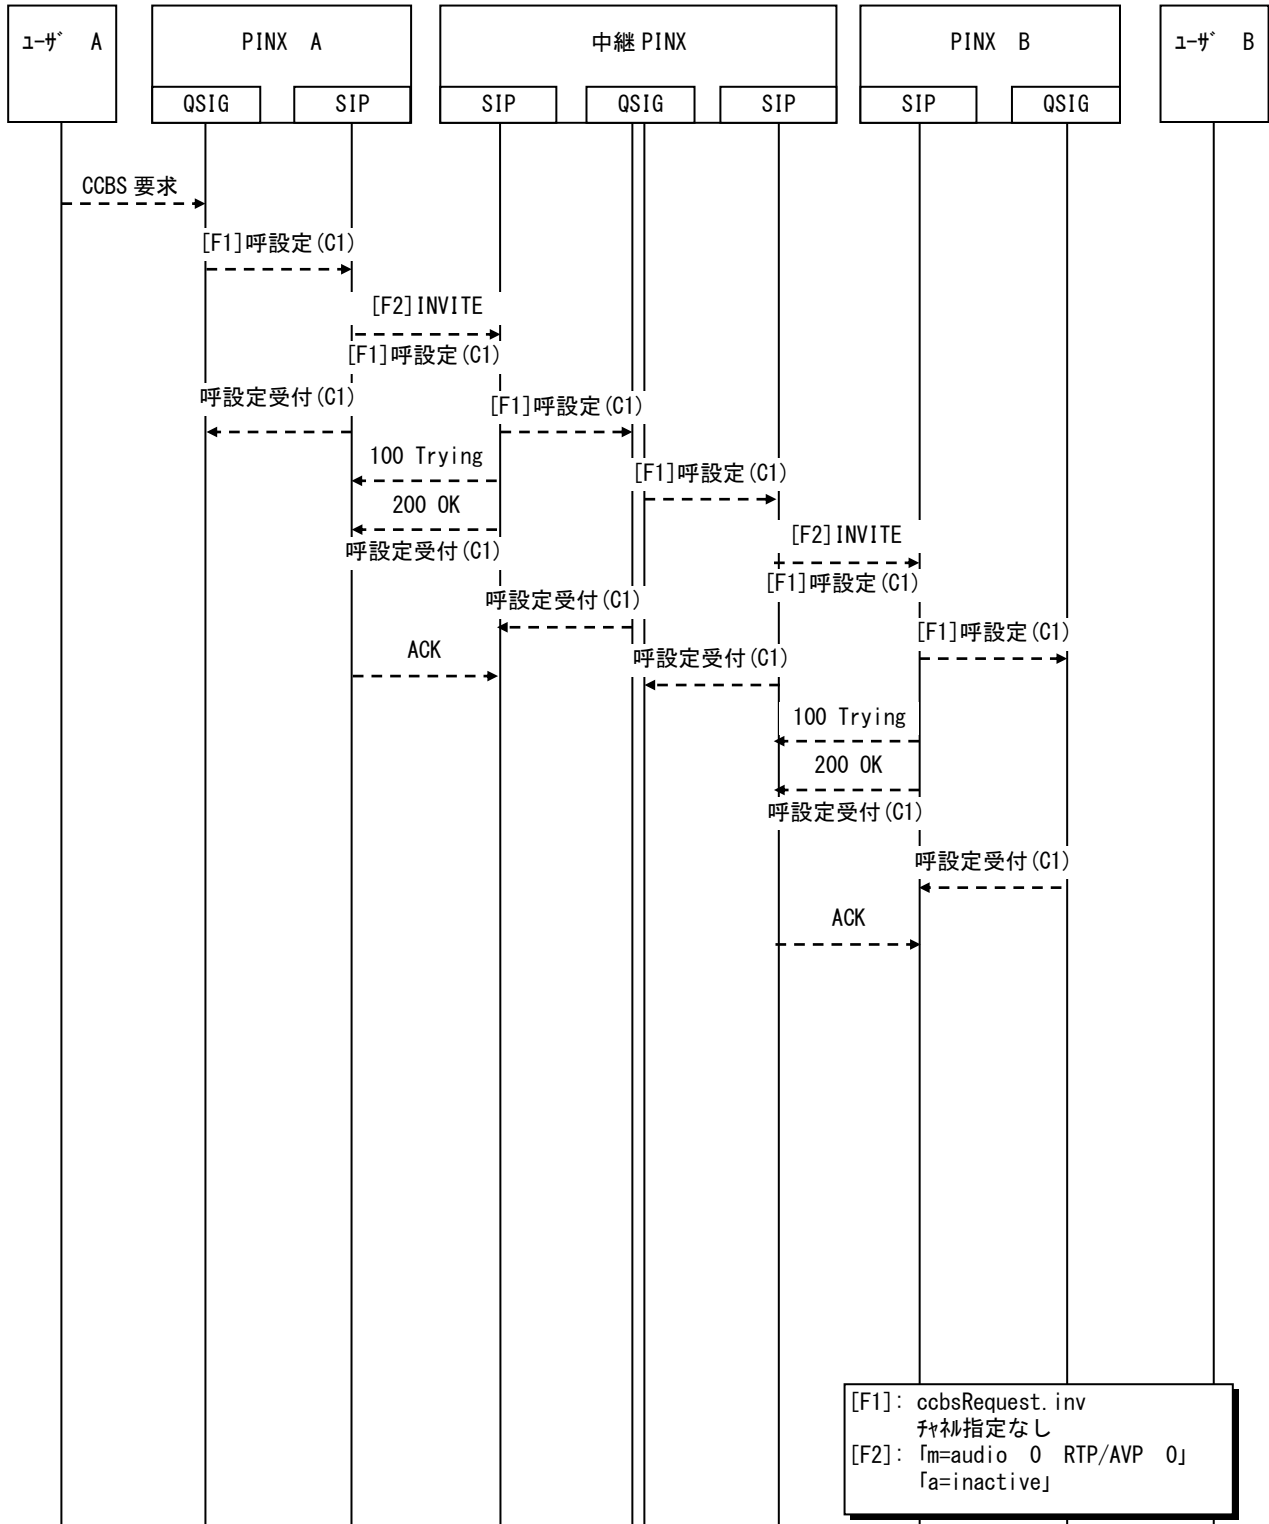 ﾕｰｻﾞ A
PINX A
中継 PINX
PINX B
ﾕｰｻﾞ B
QSIG
SIP
SIP
QSIG
SIP
SIP
QSIG
CCBS 要求
[F1]呼設定(C1)
[F2]INVITE
[F1]呼設定(C1)
呼設定受付(C1)
[F1]呼設定(C1)
100 Trying
[F1]呼設定(C1)
200 OK
[F2]INVITE
呼設定受付(C1)
[F1]呼設定(C1)
呼設定受付(C1)
[F1]呼設定(C1)
ACK
呼設定受付(C1)
100 Trying
200 OK
呼設定受付(C1)
呼設定受付(C1)
ACK
[F1]: ccbsRequest.inv
ﾁｬﾈﾙ指定なし
[F2]: 「m=audio 0 RTP/AVP 0」
「a=inactive」